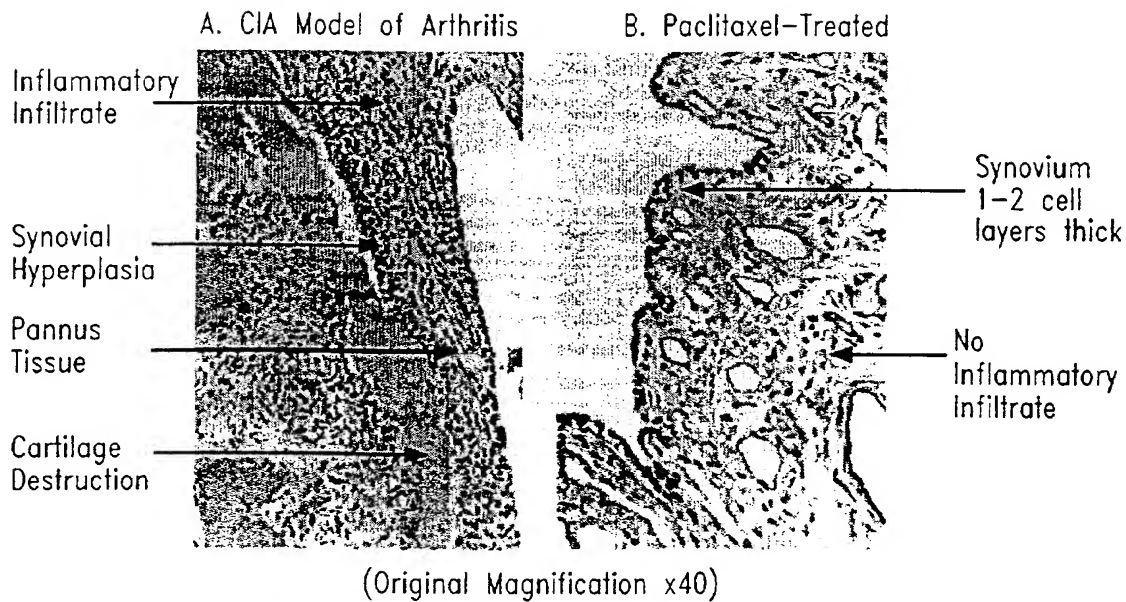 A. CIA Model of Arthritis
B. Paclitaxel-Treated
Inflammatory
Infiltrate
Synovial
Hyperplasia
Pannus
Tissue
Cartilage
Destruction
Synovium
1-2 cell
layers thick
No
Inflammatory
Infiltrate
(Original Magnification x40)